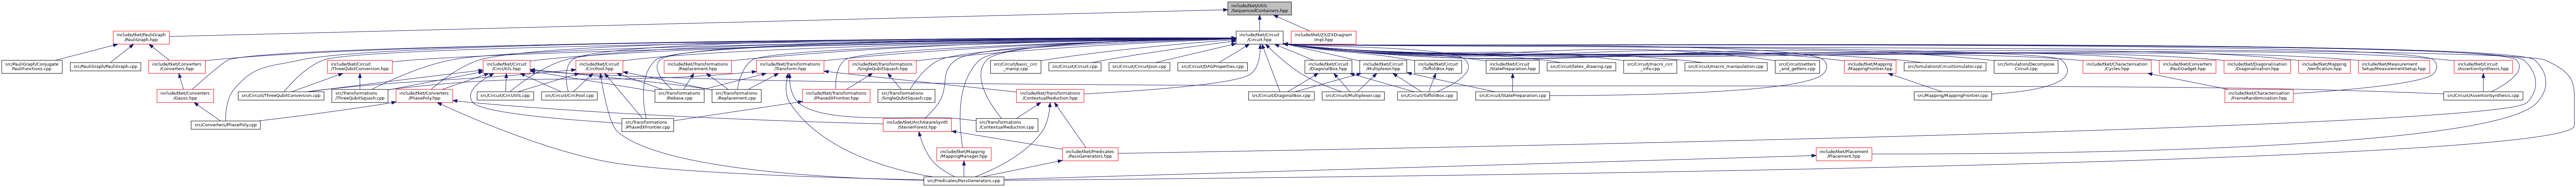 include/tket/Utils
/SequencedContainers.hpp
include/tket/PauliGraph
/PauliGraph.hpp
include/tket/Circuit
/Circuit.hpp
include/tket/ZX/ZXDiagram
Impl.hpp
src/PauliGraph/Conjugate
PauliFunctions.cpp
src/PauliGraph/PauliGraph.cpp
include/tket/Converters
/Converters.hpp
include/tket/Circuit
/ThreeQubitConversion.hpp
include/tket/Circuit
/CircUtils.hpp
include/tket/Circuit
/CircPool.hpp
include/tket/Transformations
/Replacement.hpp
include/tket/Transformations
/Transform.hpp
include/tket/Transformations
/SingleQubitSquash.hpp
src/Circuit/basic_circ
_manip.cpp
src/Circuit/Circuit.cpp
src/Circuit/CircuitJson.cpp
src/Circuit/DAGProperties.cpp
include/tket/Circuit
/DiagonalBox.hpp
include/tket/Circuit
/Multiplexor.hpp
include/tket/Circuit
/ToffoliBox.hpp
include/tket/Circuit
/StatePreparation.hpp
src/Circuit/latex_drawing.cpp
src/Circuit/macro_circ
_info.cpp
src/Circuit/macro_manipulation.cpp
src/Circuit/setters
_and_getters.cpp
include/tket/Mapping
/MappingFrontier.hpp
src/Simulation/CircuitSimulator.cpp
src/Simulation/Decompose
Circuit.cpp
include/tket/Characterisation
/Cycles.hpp
include/tket/Converters
/PauliGadget.hpp
include/tket/Diagonalisation
/Diagonalisation.hpp
include/tket/Mapping
/Verification.hpp
include/tket/Measurement
Setup/MeasurementSetup.hpp
include/tket/Circuit
/AssertionSynthesis.hpp
include/tket/Converters
/Gauss.hpp
src/Circuit/ThreeQubitConversion.cpp
src/Transformations
/ThreeQubitSquash.cpp
include/tket/Converters
/PhasePoly.hpp
src/Circuit/CircUtils.cpp
src/Circuit/CircPool.cpp
src/Transformations
/Rebase.cpp
src/Transformations
/Replacement.cpp
include/tket/Transformations
/PhasedXFrontier.hpp
src/Transformations
/SingleQubitSquash.cpp
include/tket/Transformations
/ContextualReduction.hpp
src/Circuit/DiagonalBox.cpp
src/Circuit/Multiplexor.cpp
src/Circuit/ToffoliBox.cpp
src/Circuit/StatePreparation.cpp
src/Mapping/MappingFrontier.cpp
include/tket/Characterisation
/FrameRandomisation.hpp
src/Circuit/AssertionSynthesis.cpp
src/Converters/PhasePoly.cpp
src/Transformations
/PhasedXFrontier.cpp
include/tket/ArchAwareSynth
/SteinerForest.hpp
src/Transformations
/ContextualReduction.cpp
include/tket/Mapping
/MappingManager.hpp
include/tket/Predicates
/PassGenerators.hpp
include/tket/Placement
/Placement.hpp
src/Predicates/PassGenerators.cpp